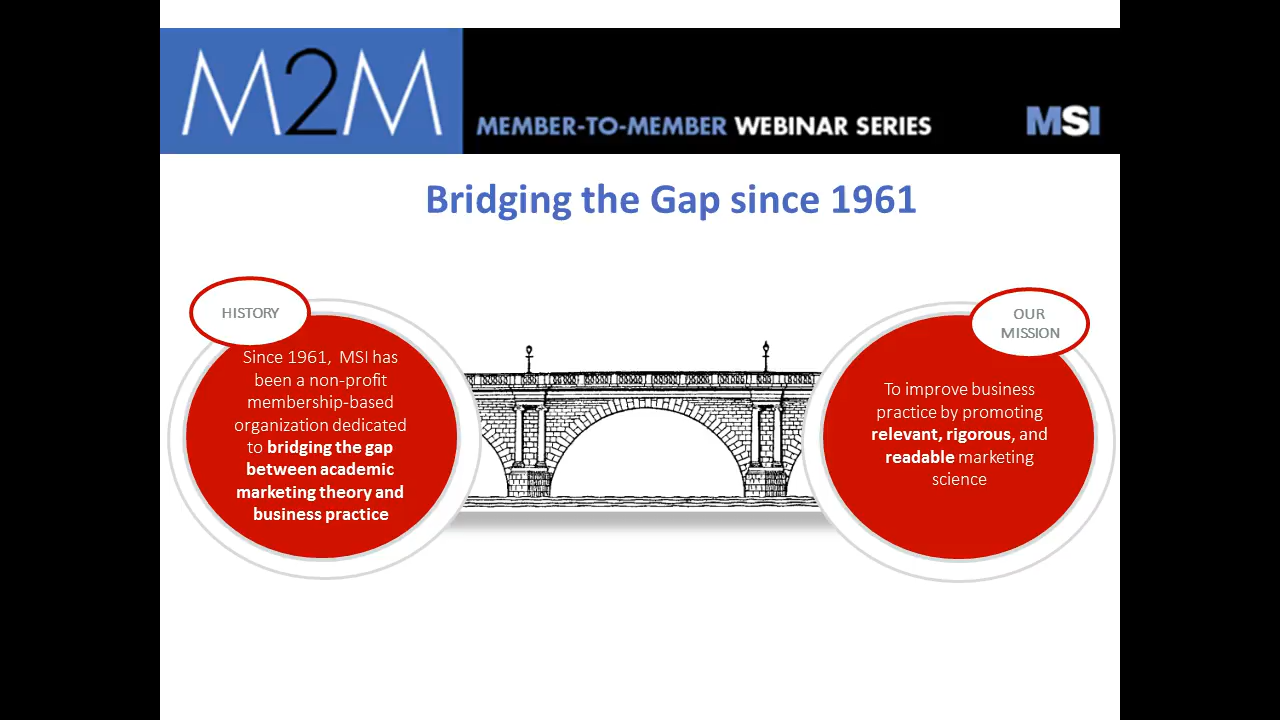 M2M
MEMBER-TO-MEMBER WEBINAR SERIES
MSI
Bridging the Gap since 1961
HISTORY
Since 1961, MSI has
been a non-profit
membership-based
organization dedicated
to bridging the gap
between academic
marketing theory and
business practice
OUR
MISSION
To improve business
practice by promoting
relevant, rigorous, and
readable marketing
science